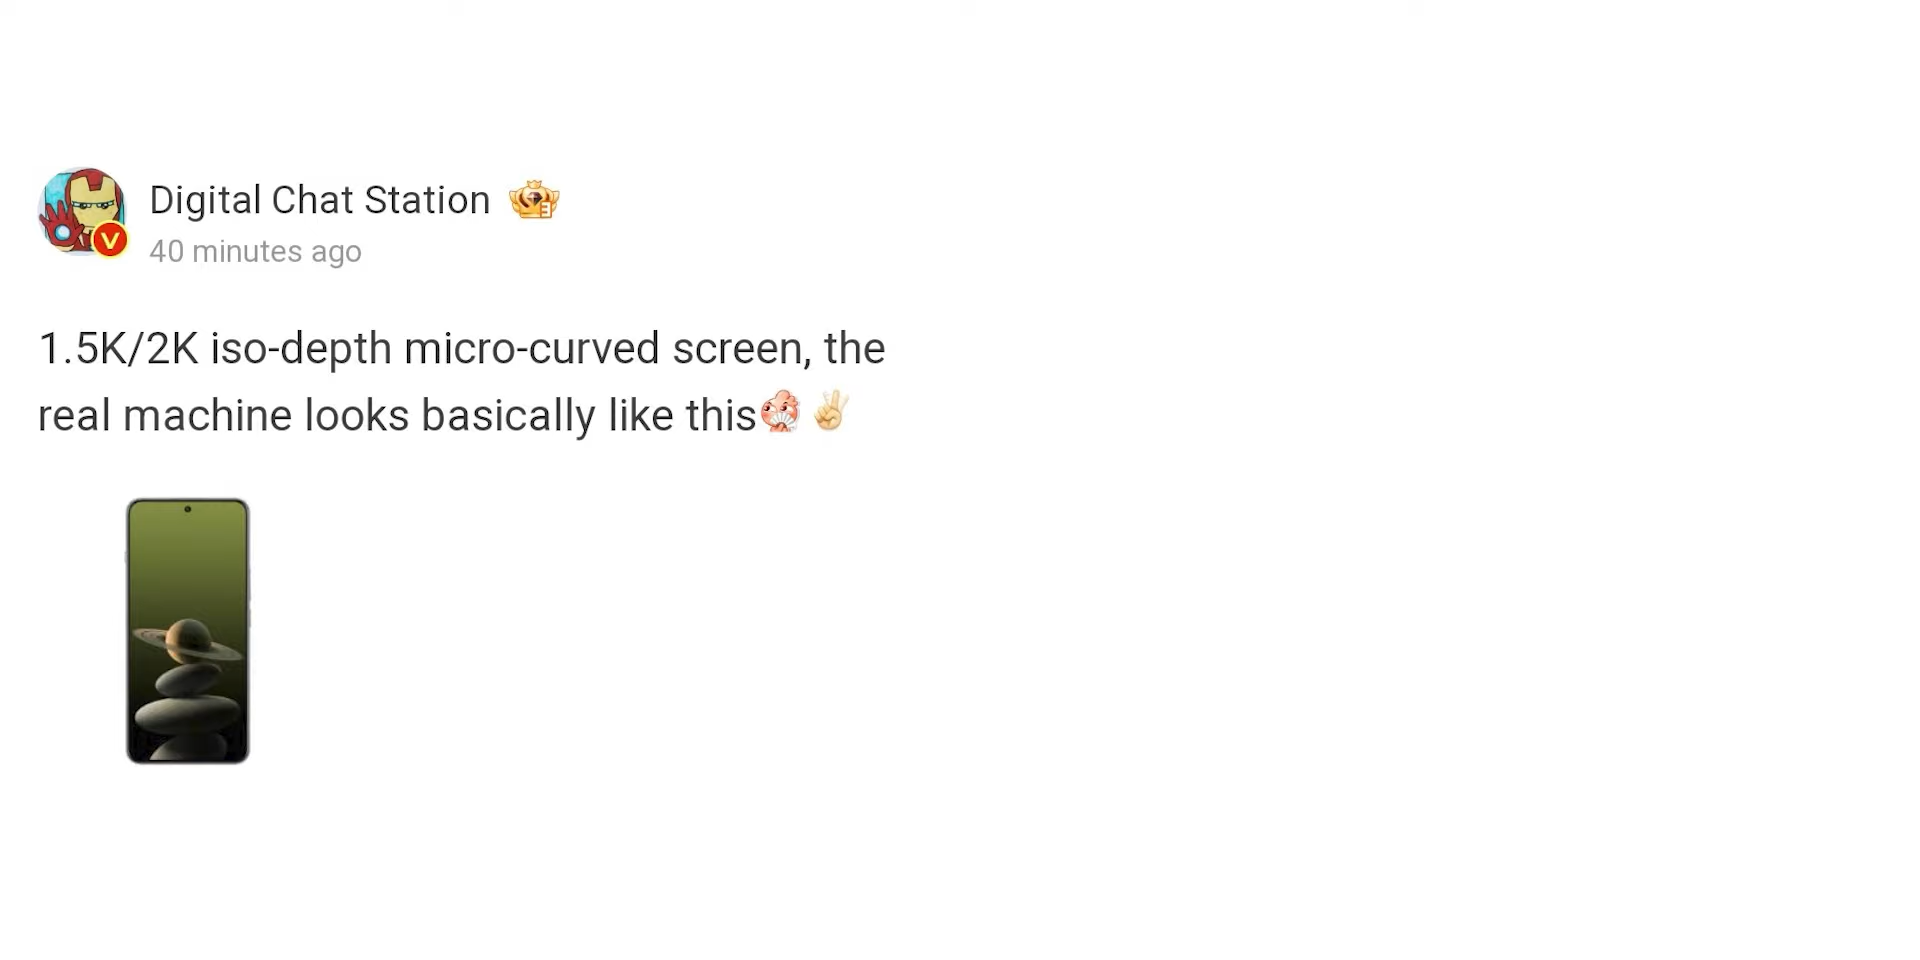 Digital Chat Station
40 minutes ago
1.5K/2K iso-depth micro-curved screen, the
real machine looks basically like this